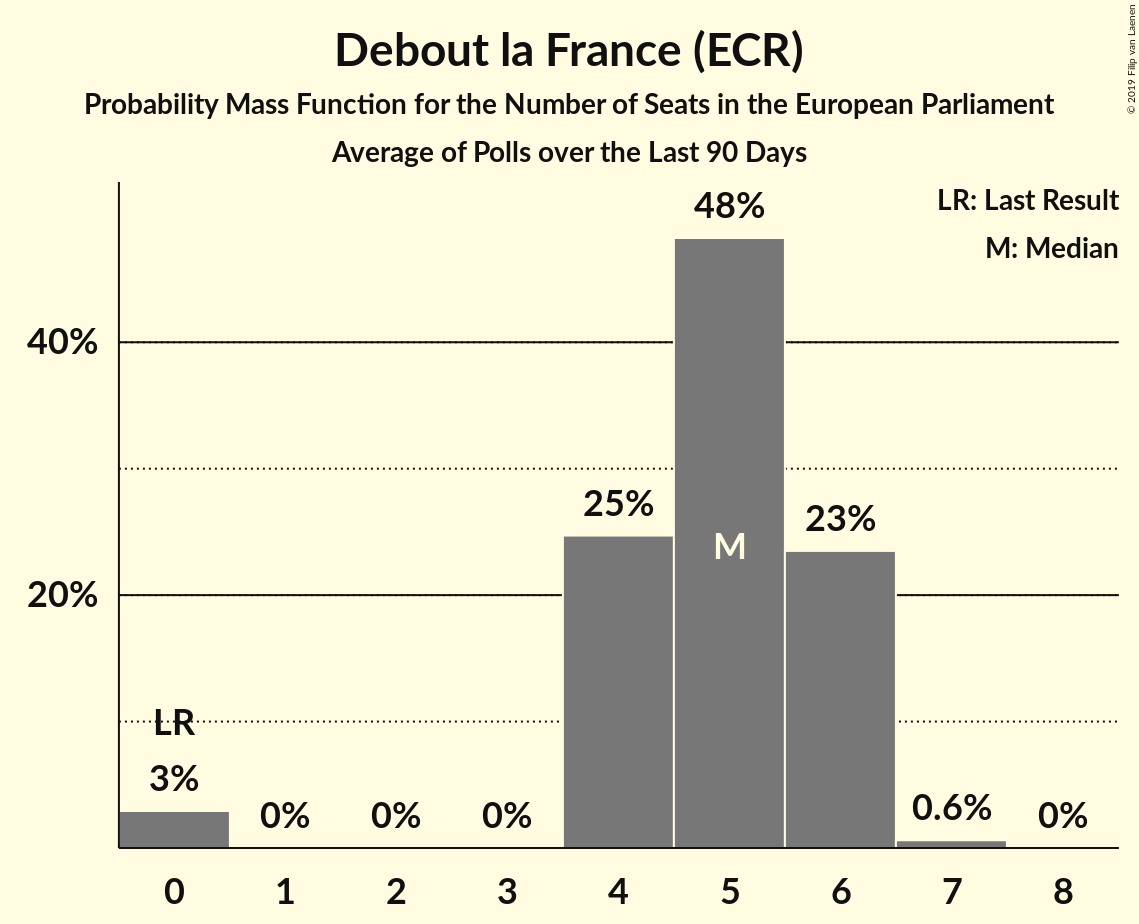 Debout la France (ECR)
Probability Mass Function for the Number of Seats in the European Parliament
Average of Polls over the Last 90 Days
© 2019 Filip van Laenen
LR: Last Result
M: Median
48%
40%
25%
23%
M
20%
LR
3%
0%
0%
0%
0.6%
0%
0 1 2 3 4 5 6 7 8